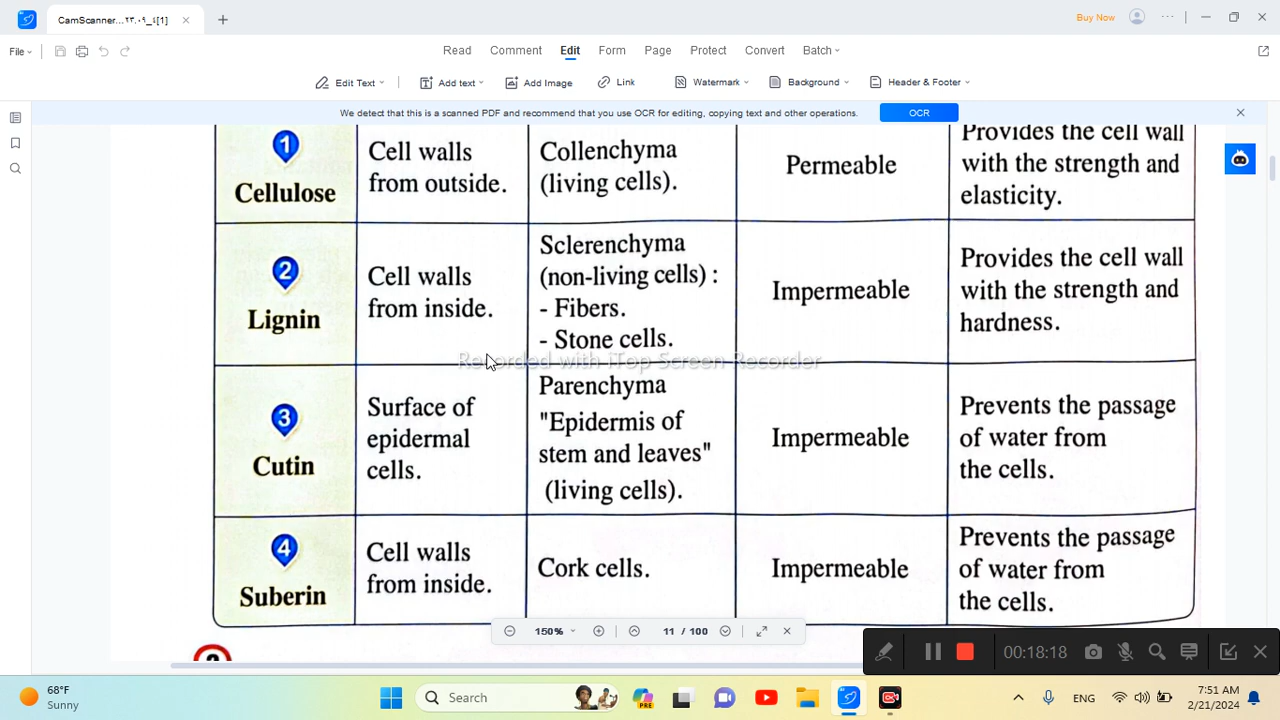 CamScanner...٢٣.٠٩_٤[1]
Buy Now
File
Read Comment Edit Form Page Protect Convert Batch
Edit Text Add text Add Image Link Watermark Background Header & Footer
We detect that this is a scanned PDF and recommend that you use OCR for editing, copying text and other operations.
OCR
1
Cellulose
Cell walls
from outside.
Collenchyma
(living cells).
Permeable
Provides the cell wall
with the strength and
elasticity.
2
Lignin
Cell walls
from inside.
Sclerenchyma
(non-living cells) :
- Fibers.
- Stone cells.
Impermeable
Provides the cell wall
with the strength and
hardness.
Recorded with iTop Screen Recorder
3
Cutin
Surface of
epidermal
cells.
Parenchyma
"Epidermis of
stem and leaves"
(living cells).
Impermeable
Prevents the passage
of water from
the cells.
4
Suberin
Cell walls
from inside.
Cork cells.
Impermeable
Prevents the passage
of water from
the cells.
150% 11 / 100
00:18:18
68°F
Sunny
Search
PRE
ENG
7:51 AM
2/21/2024